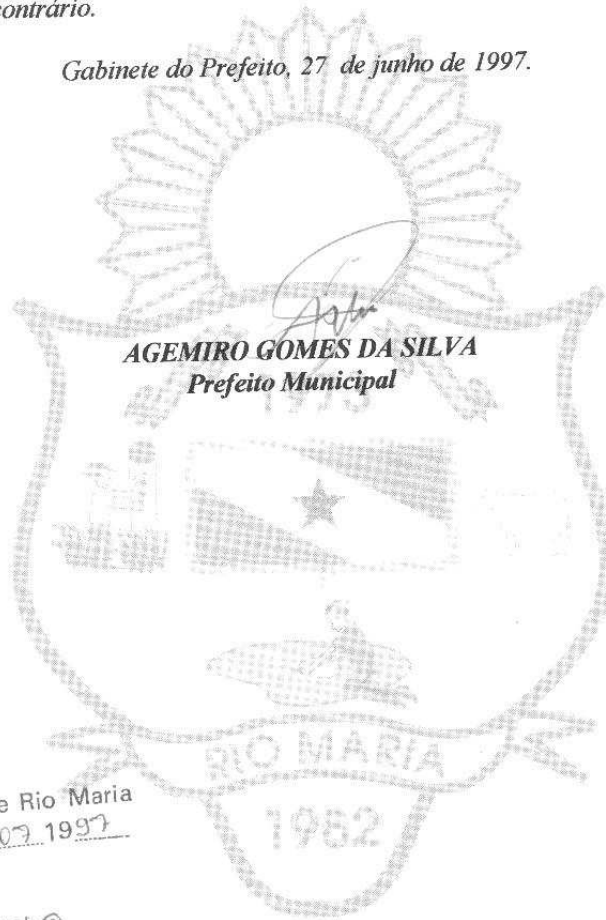 contrário.
Gabinete do Prefeito, 27 de junho de 1997.
AGEMIRO GOMES DA SILVA
Prefeito Municipal
1973
RIO MARIA
e Rio Maria
07 1997
1982